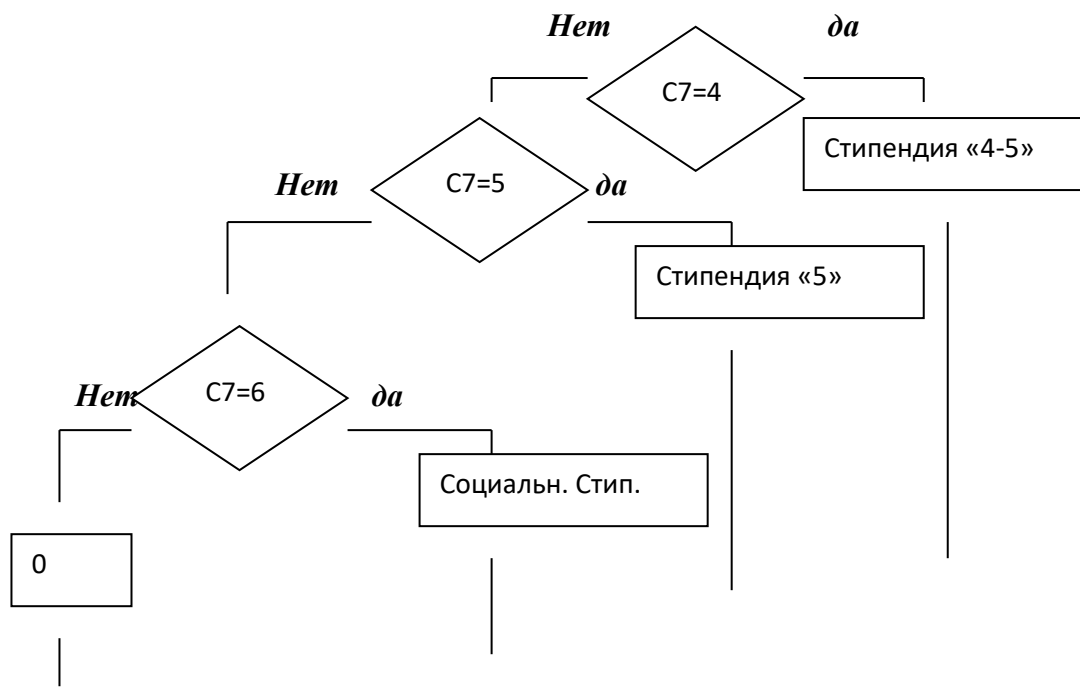 Нет да
C7=4
Стипендия «4-5»
Нет C7=5 да
Стипендия «5»
Нет C7=6 да
Социальн. Стип.
0